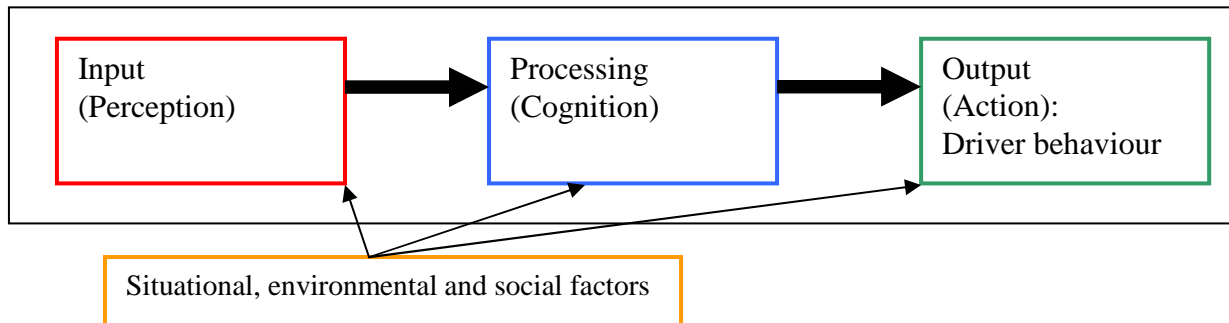 Input
(Perception)
Processing
(Cognition)
Output
(Action):
Driver behaviour
Situational, environmental and social factors